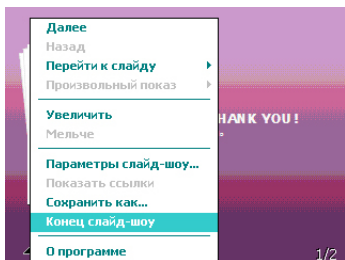 Далее
Назад
Перейти к слайду
Произвольный показ
Увеличить
HANK YOU!
Мельче
Параметры слайд-шоу...
Показать ссылки
Сохранить как...
Конец слайд-шоу
О программе
1/2